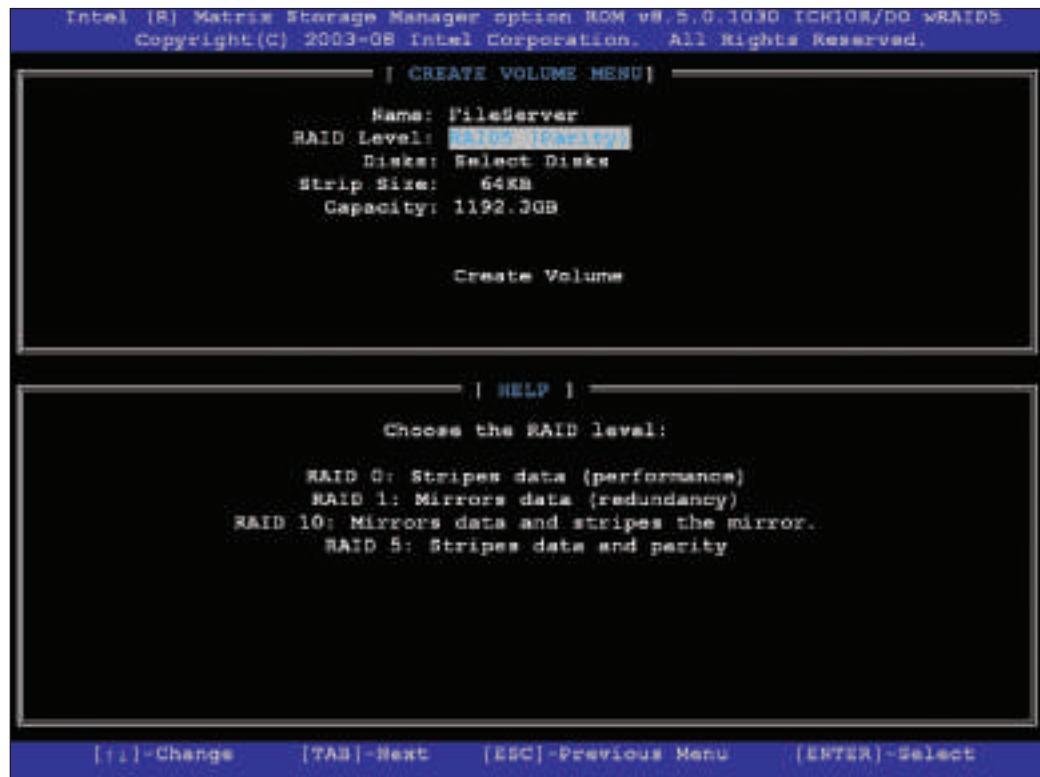 Intel (R) Matrix Storage Manager option ROM v8.5.0.1030 ICH10R/DO wRAID5
Copyright(C) 2003-08 Intel Corporation. All Rights Reserved.
[ CREATE VOLUME MENU]
Name: FileServer
RAID Level: RAID5 (Parity)
Disks: Select Disks
Strip Size: 64KB
Capacity: 1192.3GB
Create Volume
[ HELP ]
Choose the RAID level:
RAID 0: Stripes data (performance)
RAID 1: Mirrors data (redundancy)
RAID 10: Mirrors data and stripes the mirror.
RAID 5: Stripes data and parity
[↑↓]-Change [TAB]-Next [ESC]-Previous Menu [ENTER]-Select